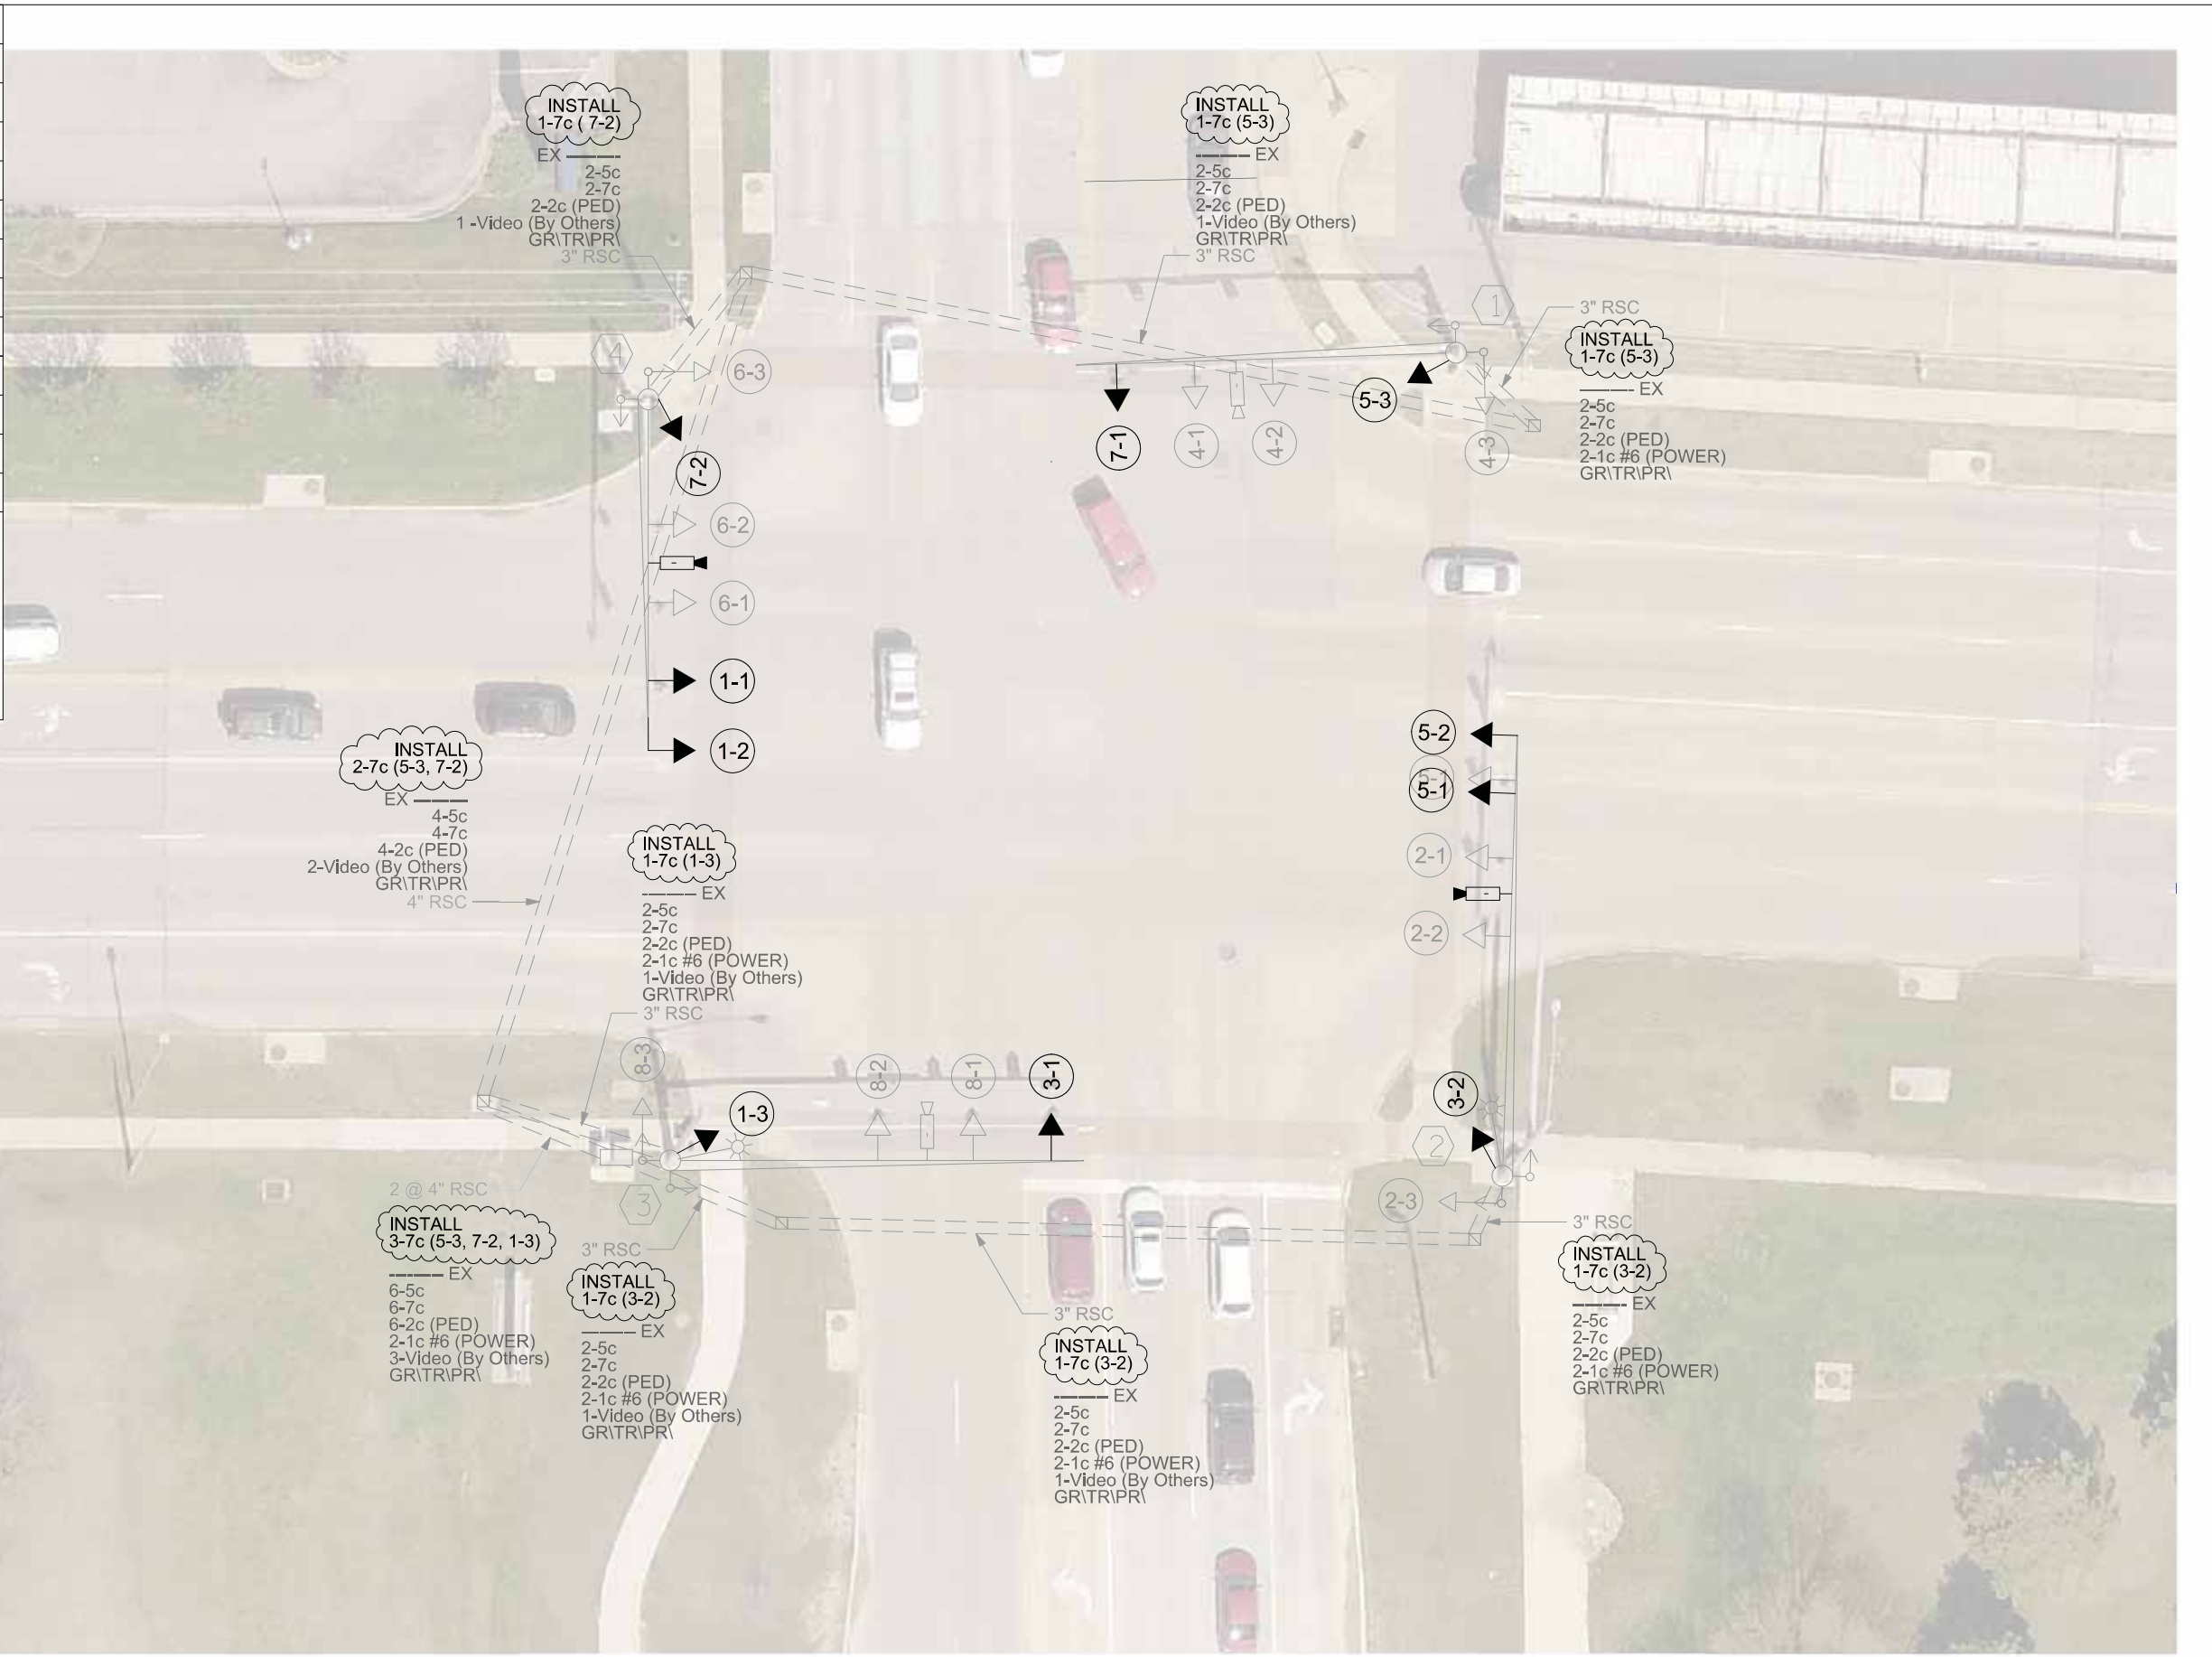 INSTALL
1-7c ( 7-2)
EX
2-5c
2-7c
2-2c (PED)
1 -Video (By Others)
GR\TR\PR\
3" RSC
INSTALL
1-7c (5-3)
EX
2-5c
2-7c
2-2c (PED)
1-Video (By Others)
GR\TR\PR\
3" RSC
1
3" RSC
INSTALL
1-7c (5-3)
EX
2-5c
2-7c
2-2c (PED)
2-1c #6 (POWER)
GR\TR\PR\
4
6-3
7-2
6-2
6-1
1-1
1-2
7-1
4-1
4-2
5-3
4-3
5-2
5-1
5-1
2-1
2-2
INSTALL
2-7c (5-3, 7-2)
EX
4-5c
4-7c
4-2c (PED)
2-Video (By Others)
GR\TR\PR\
4" RSC
INSTALL
1-7c (1-3)
EX
2-5c
2-7c
2-2c (PED)
2-1c #6 (POWER)
1-Video (By Others)
GR\TR\PR\
3" RSC
8-3
1-3
8-2
8-1
3-1
3-2
2
2-3
3
2 @ 4" RSC
INSTALL
3-7c (5-3, 7-2, 1-3)
EX
6-5c
6-7c
6-2c (PED)
2-1c #6 (POWER)
3-Video (By Others)
GR\TR\PR\
3" RSC
INSTALL
1-7c (3-2)
EX
2-5c
2-7c
2-2c (PED)
2-1c #6 (POWER)
1-Video (By Others)
GR\TR\PR\
3" RSC
INSTALL
1-7c (3-2)
EX
2-5c
2-7c
2-2c (PED)
2-1c #6 (POWER)
1-Video (By Others)
GR\TR\PR\
3" RSC
INSTALL
1-7c (3-2)
EX
2-5c
2-7c
2-2c (PED)
2-1c #6 (POWER)
GR\TR\PR\